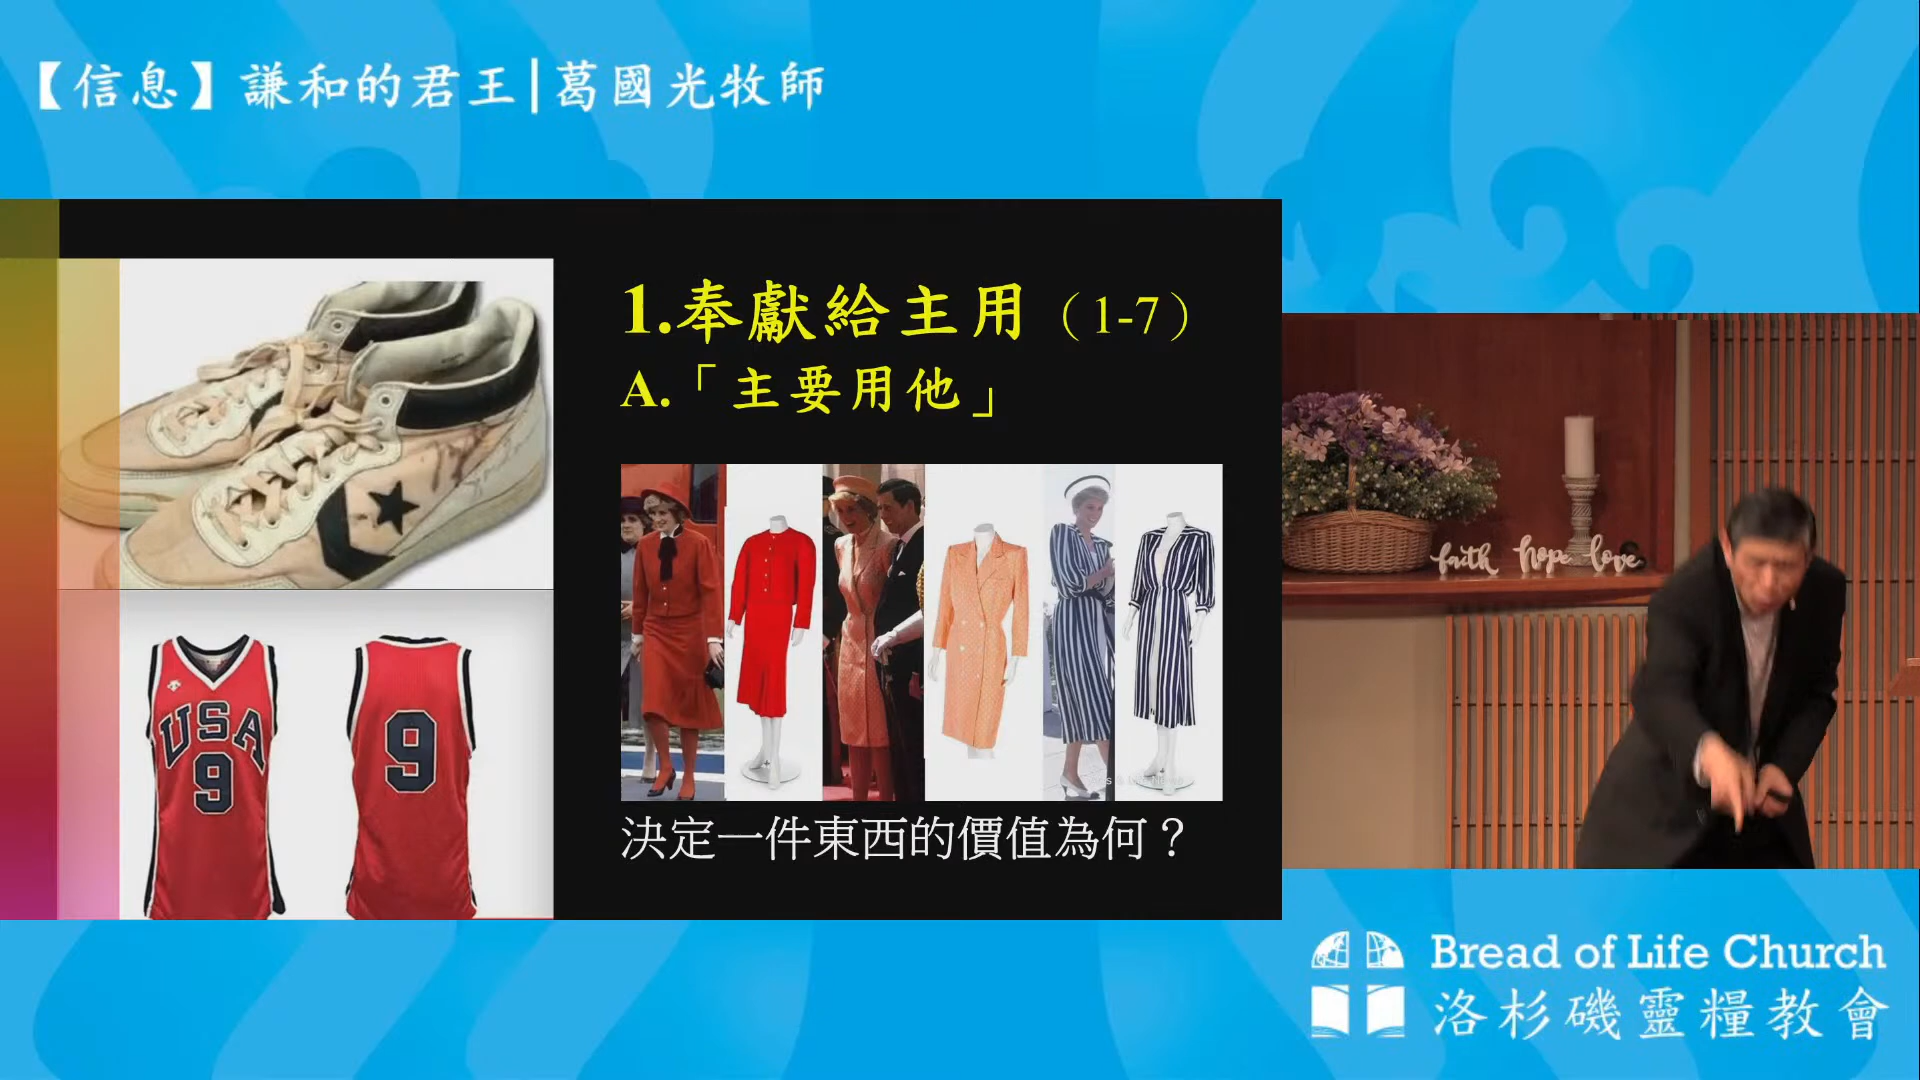 【信息】謙和的君王|葛國光牧師
1.奉獻給主用（1-7）
A.「主要用他」
決定一件東西的價值為何？
USA
9
9
faith hope love
Bread of Life Church
洛杉磯靈糧教會